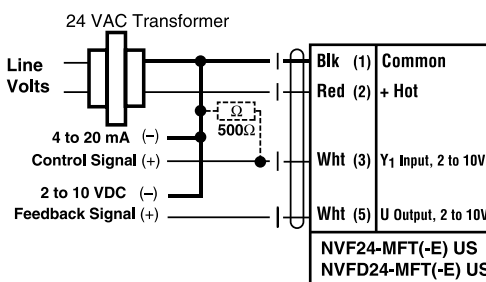 24 VAC Transformer
Line
Volts
Blk (1) Common
Red (2) + Hot
Ω
500Ω
4 to 20 mA (–)
Control Signal (+)
Wht (3) Y1 Input, 2 to 10V
2 to 10 VDC (–)
Feedback Signal (+)
Wht (5) U Output, 2 to 10V
NVF24-MFT(-E) US
NVFD24-MFT(-E) US